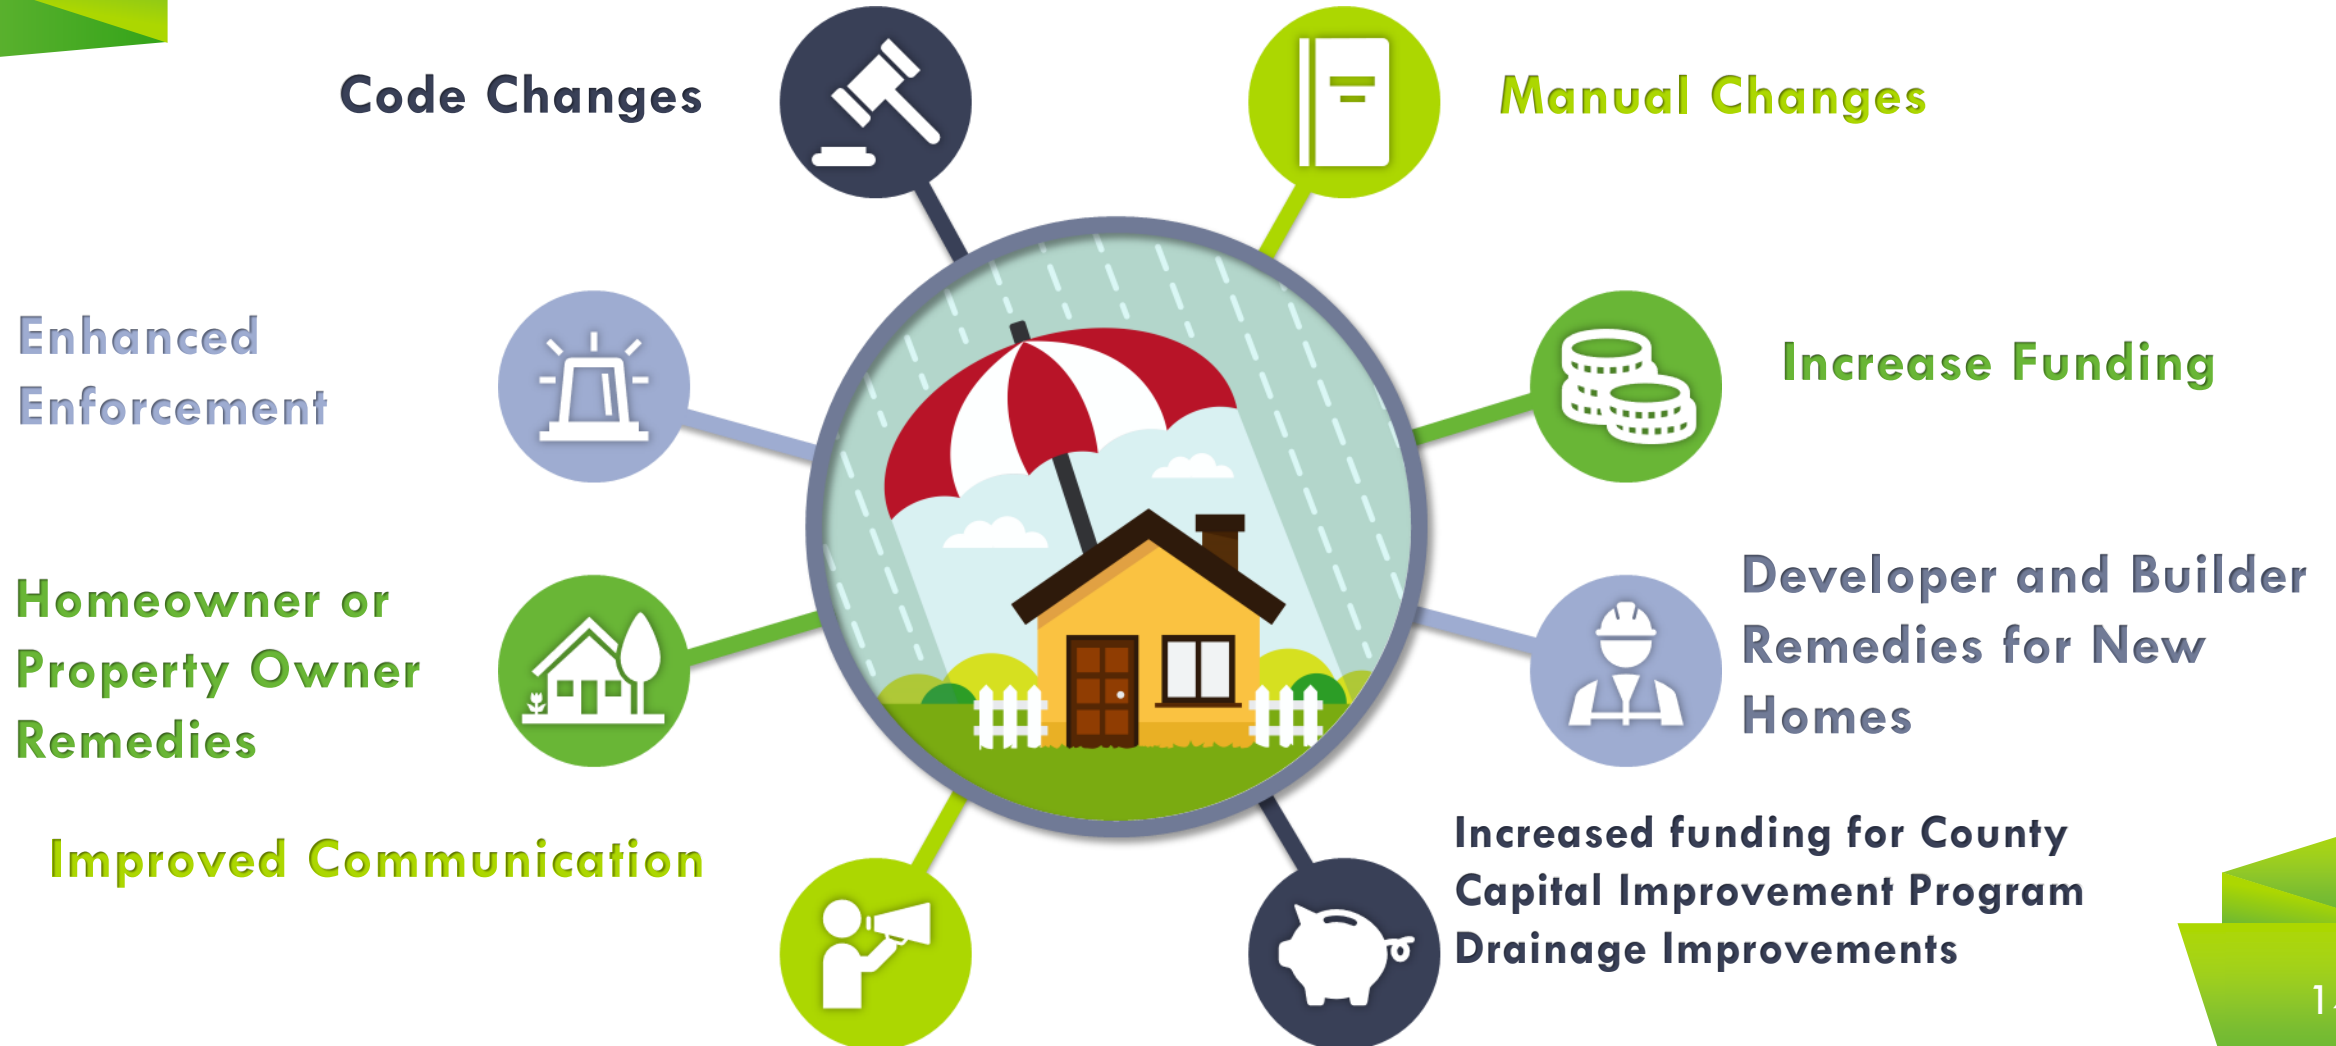 Code Changes
Manual Changes
Enhanced
Enforcement
Increase Funding
Homeowner or
Property Owner
Remedies
Developer and Builder
Remedies for New
Homes
Improved Communication
Increased funding for County
Capital Improvement Program
Drainage Improvements